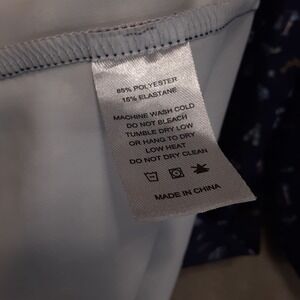 85% POLYESTER
15% ELASTANE
MACHINE WASH COLD
DO NOT BLEACH
TUMBLE DRY LOW
OR HANG TO DRY
LOW HEAT
DO NOT DRY CLEAN
MADE IN CHINA